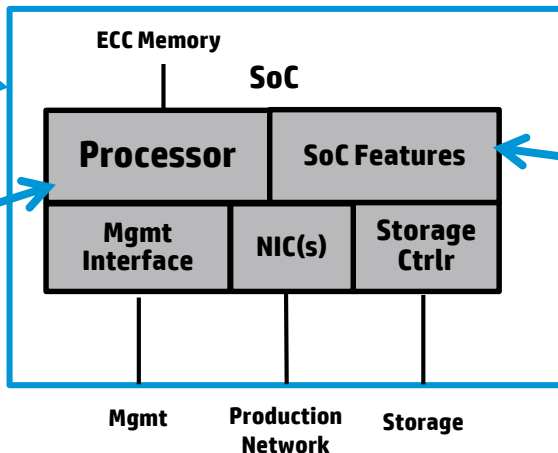 ECC Memory
SoC
Processor
SoC Features
Mgmt
Interface
NIC(s)
Storage
Ctrlr
Mgmt
Production
Network
Storage